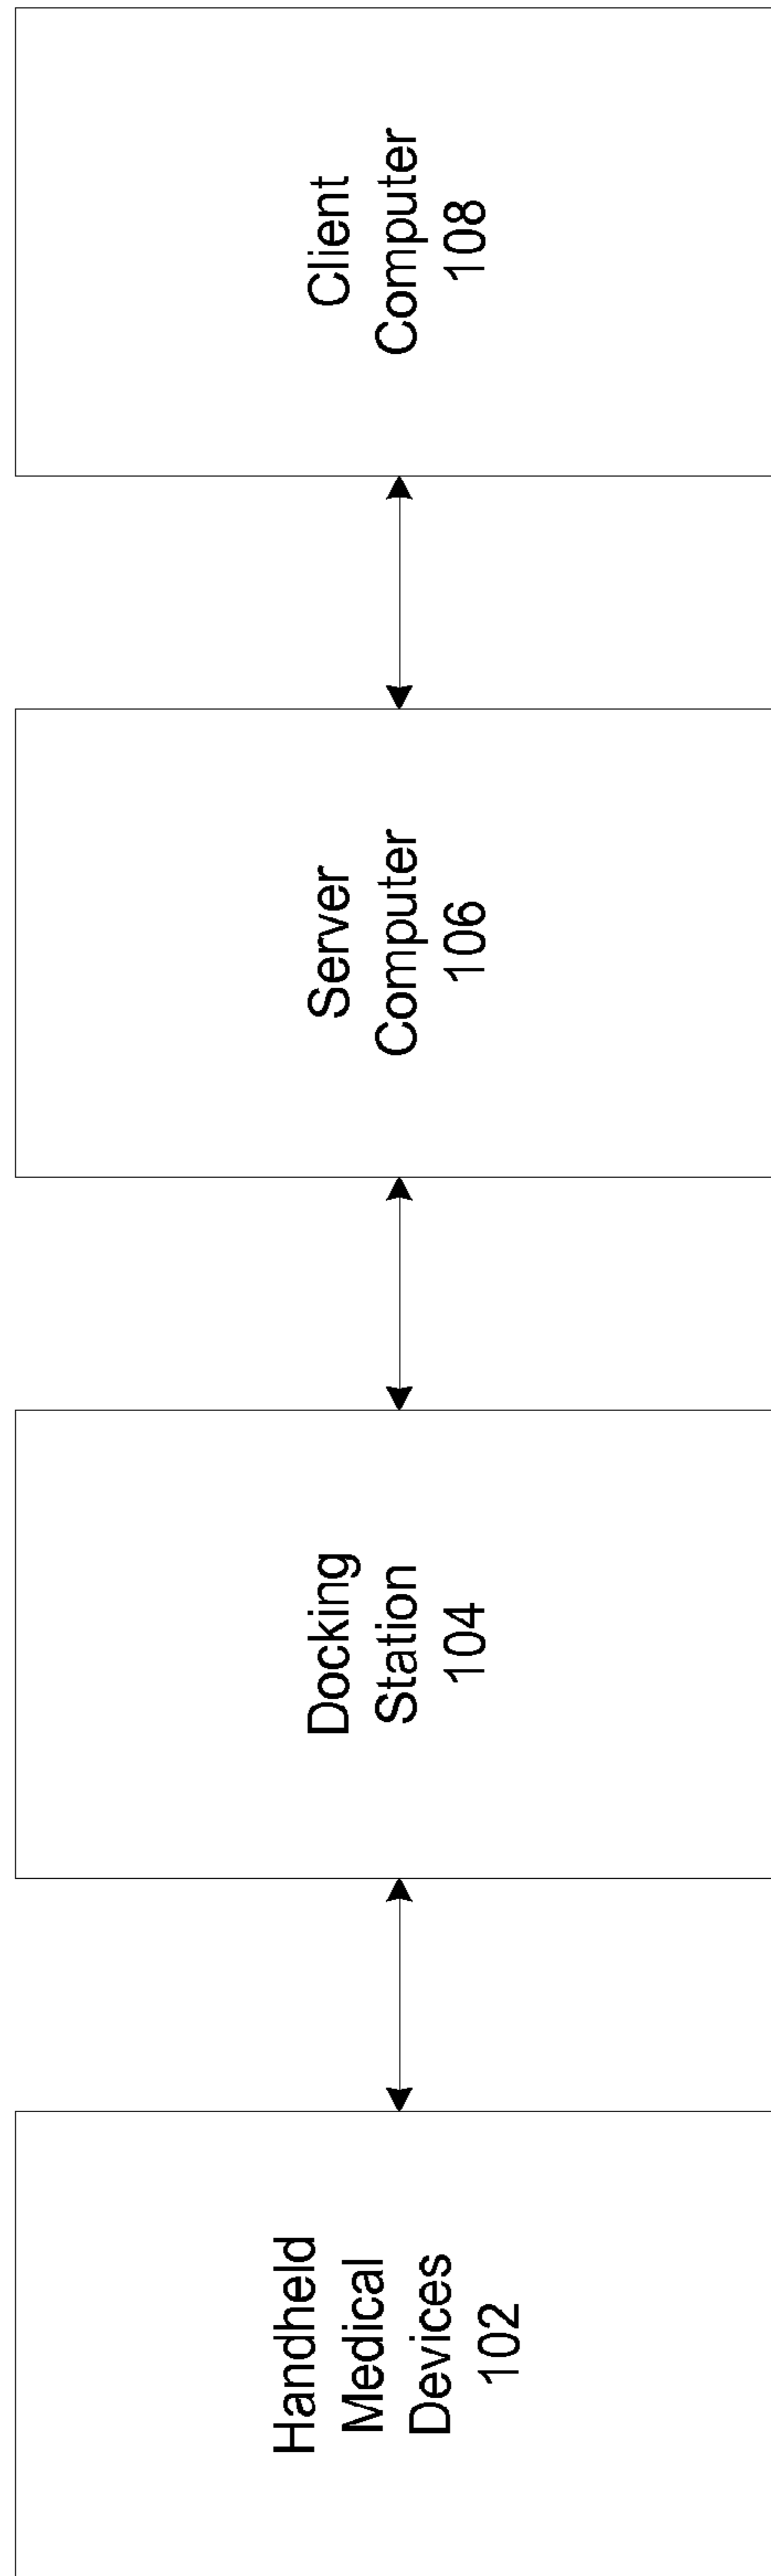 Handheld
Medical
Devices
102
Docking
Station
104
Server
Computer
106
Client
Computer
108